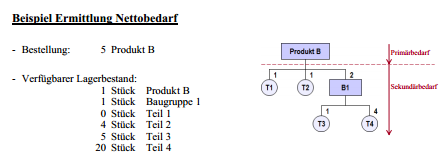 Beispiel Ermittlung Nettobedarf
- Bestellung: 5 Produkt B
- Verfügbarer Lagerbestand:
1 Stück Produkt B
1 Stück Baugruppe 1
0 Stück Teil 1
4 Stück Teil 2
5 Stück Teil 3
20 Stück Teil 4
Produkt B
Primärbedarf
1 1 2
T1 T2 B1
Sekundärbedarf
1 4
T3 T4